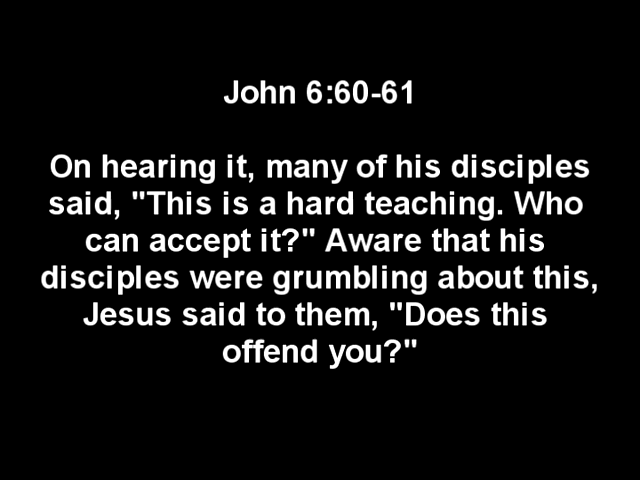 John 6:60-61
On hearing it, many of his disciples
said, "This is a hard teaching. Who
can accept it?" Aware that his
disciples were grumbling about this,
Jesus said to them, "Does this
offend you?"